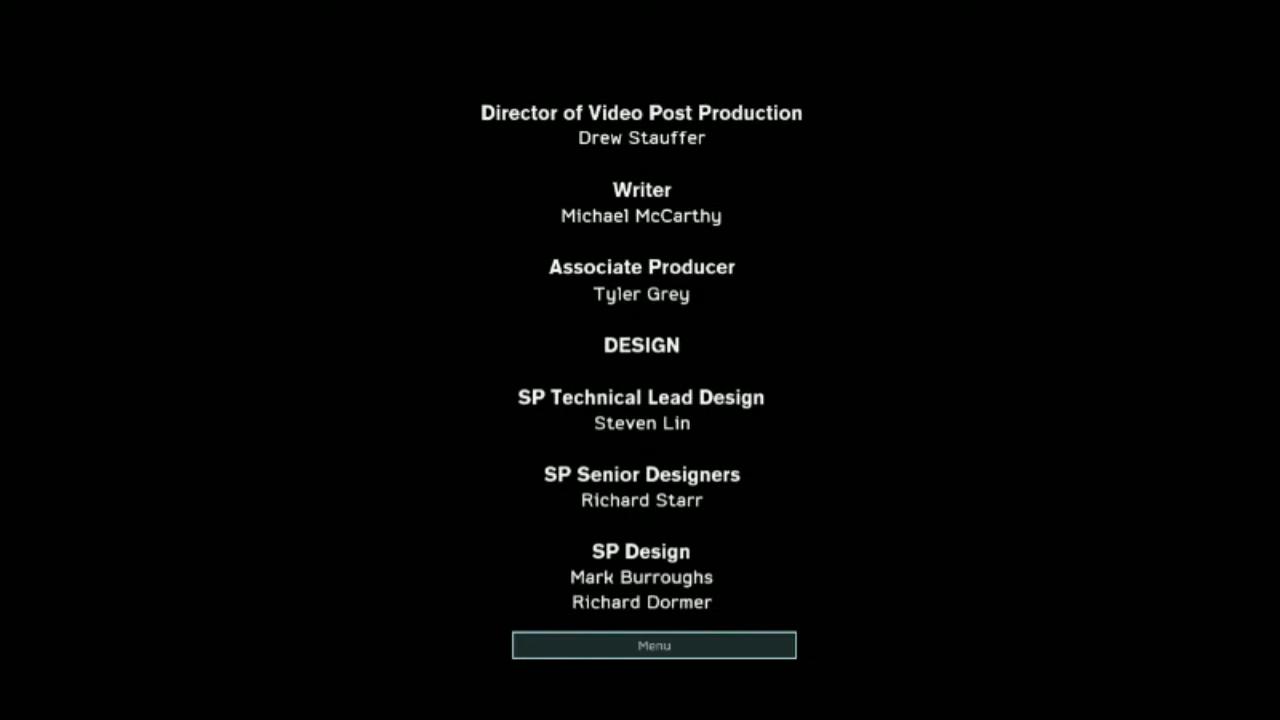 Director of Video Post Production
Drew Stauffer
Writer
Michael McCarthy
Associate Producer
Tyler Grey
DESIGN
SP Technical Lead Design
Steven Lin
SP Senior Designers
Richard Starr
SP Design
Mark Burroughs
Richard Dormer
Menu